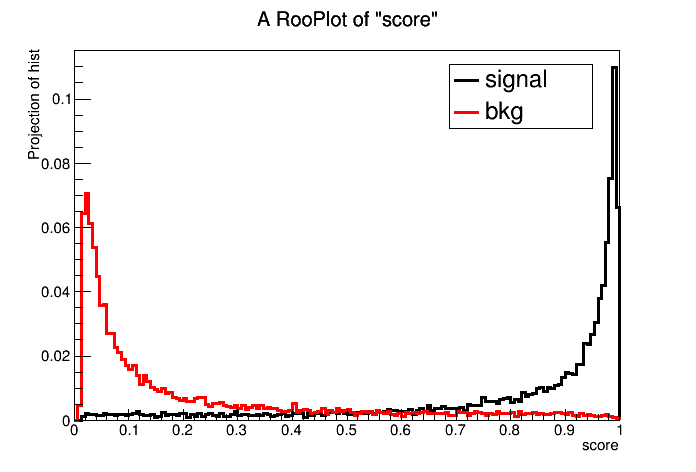 A RooPlot of "score"
Projection of hist
signal
bkg
0.1
0.08
0.06
0.04
0.02
0
0 0.1 0.2 0.3 0.4 0.5 0.6 0.7 0.8 0.9 1
score